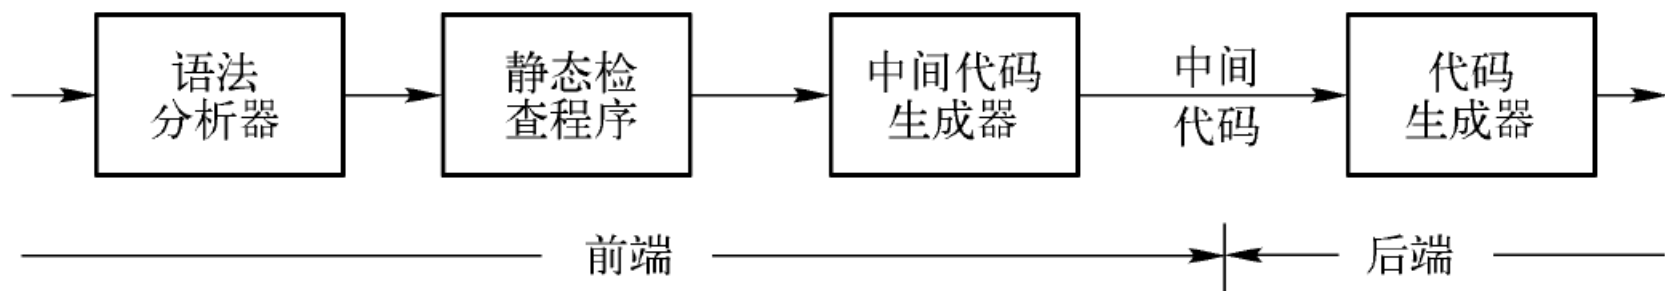 语法
分析器
静态检
查程序
中间代码
生成器
中间
代码
代码
生成器
前端
后端